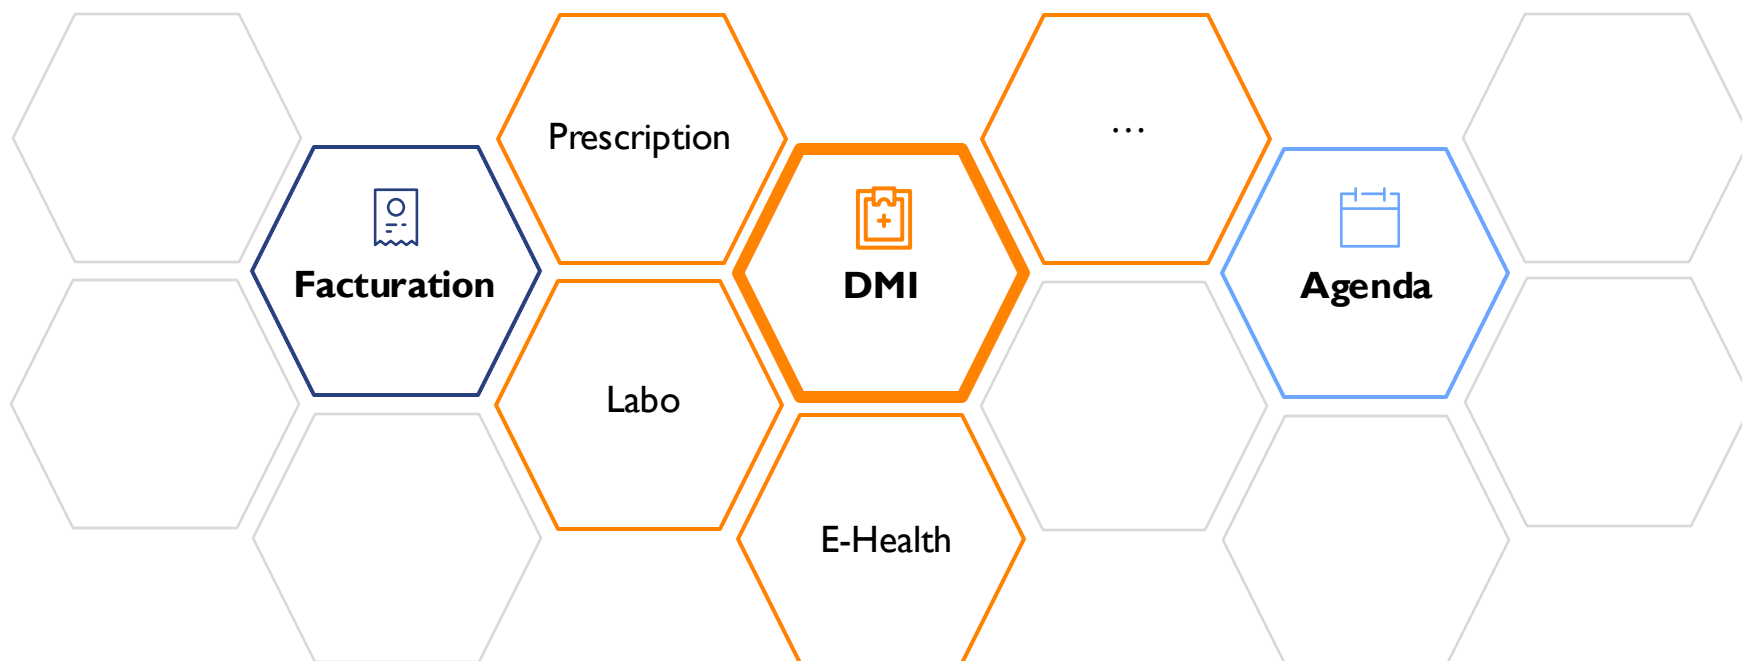 Prescription
...
Facturation
DMI
Agenda
Labo
E-Health